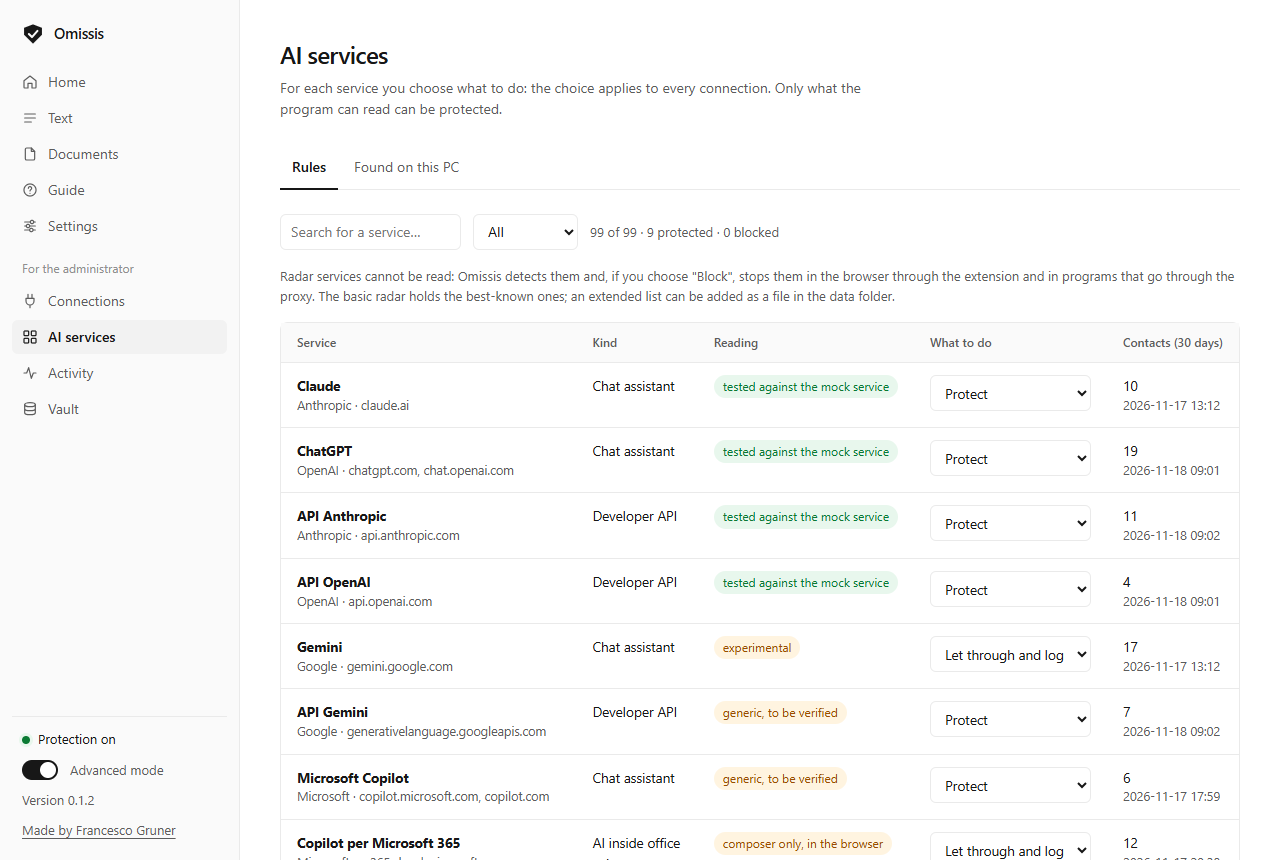 Omissis
Home
Text
Documents
Guide
Settings
For the administrator
Connections
AI services
Activity
Vault
Protection on
Advanced mode
Version 0.1.2
Made by Francesco Gruner
AI services
For each service you choose what to do: the choice applies to every connection. Only what the
program can read can be protected.
Rules Found on this PC
Search for a service... All 99 of 99 · 9 protected · 0 blocked
Radar services cannot be read: Omissis detects them and, if you choose "Block", stops them in the browser through the extension and in programs that go through the
proxy. The basic radar holds the best-known ones; an extended list can be added as a file in the data folder.
Service Kind Reading What to do Contacts (30 days)
Claude Chat assistant tested against the mock service Protect 10
Anthropic · claude.ai 2026-11-17 13:12
ChatGPT Chat assistant tested against the mock service Protect 19
OpenAI · chatgpt.com, chat.openai.com 2026-11-18 09:01
API Anthropic Developer API tested against the mock service Protect 11
Anthropic · api.anthropic.com 2026-11-18 09:02
API OpenAI Developer API tested against the mock service Protect 4
OpenAI · api.openai.com 2026-11-18 09:01
Gemini Chat assistant experimental Let through and log 17
Google · gemini.google.com 2026-11-17 13:12
API Gemini Developer API generic, to be verified Protect 7
Google · generativelanguage.googleapis.com 2026-11-18 09:02
Microsoft Copilot Chat assistant generic, to be verified Protect 6
Microsoft · copilot.microsoft.com, copilot.com 2026-11-17 17:59
Copilot per Microsoft 365 AI inside office composer only, in the browser Let through and log 12